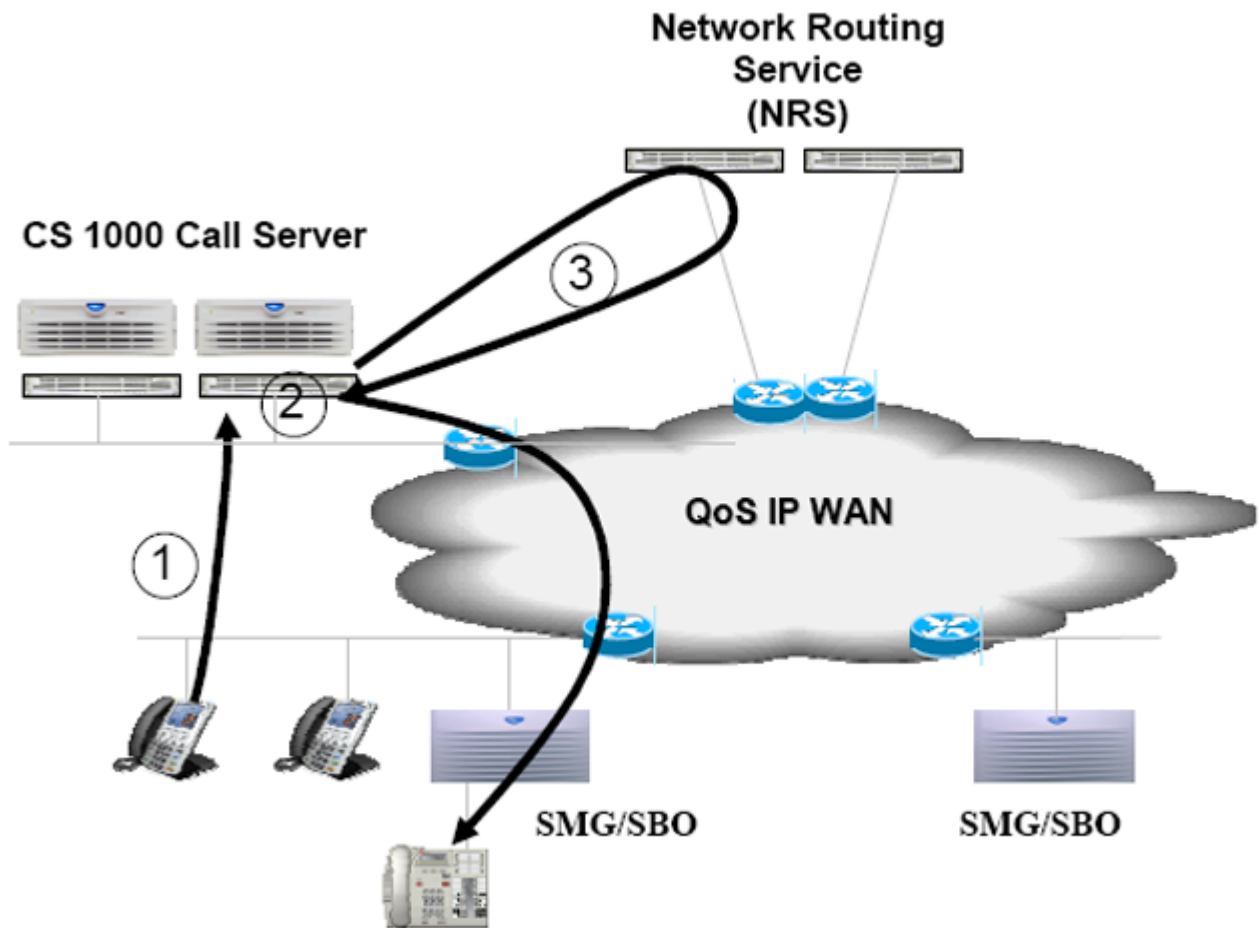 Network Routing
Service
(NRS)
CS 1000 Call Server
3
2
QoS IP WAN
1
SMG/SBO
SMG/SBO